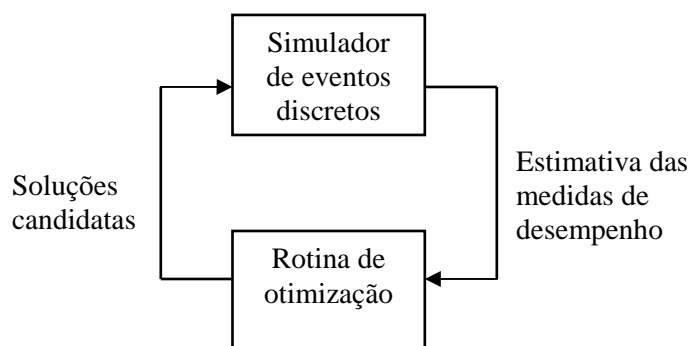 Simulador
de eventos
discretos
Soluções
candidatas
Estimativa das
medidas de
desempenho
Rotina de
otimização